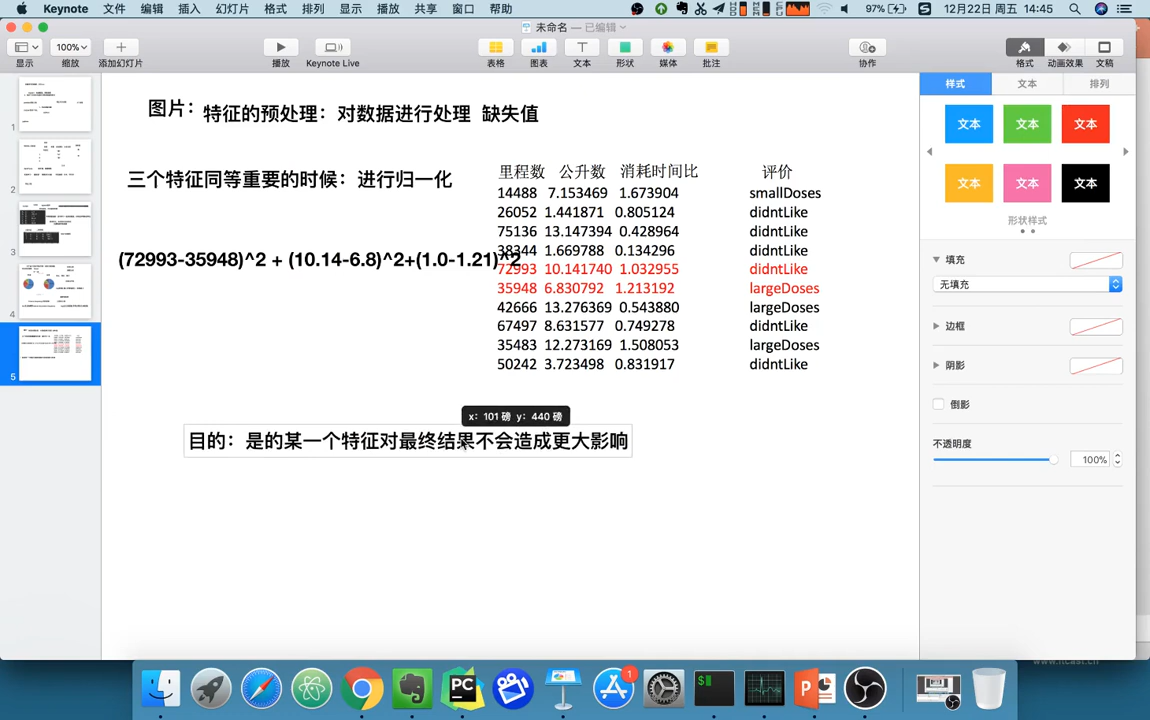 Keynote 文件 编辑 插入 幻灯片 格式 排列 显示 播放 共享 窗口 帮助 97% 12月22日 周五 14:45
未命名 — 已编辑
100%
显示 缩放 添加幻灯片 播放 Keynote Live 表格 图表 文本 形状 媒体 批注 协作 格式 动画效果 文稿
样式 文本 排列
文本 文本 文本
文本 文本 文本
形状样式
填充
无填充
边框
阴影
倒影
不透明度
100%
1
2
3
4
5
图片：特征的预处理：对数据进行处理 缺失值
三个特征同等重要的时候：进行归一化
(72993-35948)^2 + (10.14-6.8)^2+(1.0-1.21)^2
里程数 公升数 消耗时间比 评价
14488 7.153469 1.673904 smallDoses
26052 1.441871 0.805124 didntLike
75136 13.147394 0.428964 didntLike
38344 1.669788 0.134296 didntLike
72993 10.141740 1.032955 didntLike
35948 6.830792 1.213192 largeDoses
42666 13.276369 0.543880 largeDoses
67497 8.631577 0.749278 didntLike
35483 12.273169 1.508053 largeDoses
50242 3.723498 0.831917 didntLike
x：101 磅 y：440 磅
目的：是的某一个特征对最终结果不会造成更大影响
www.itcast.cn
PC
1
$
P